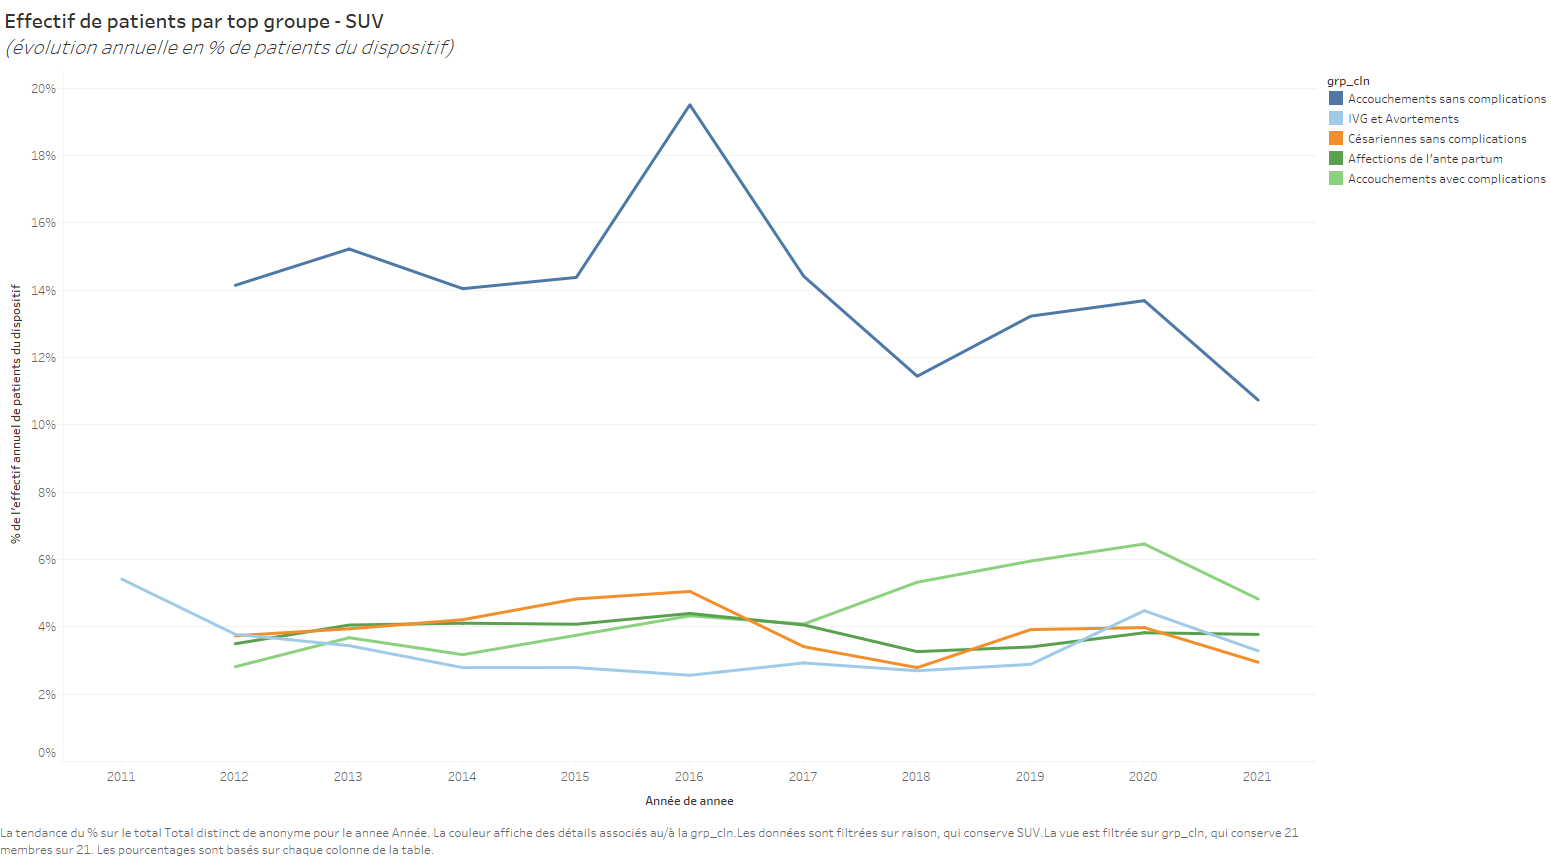 Effectif de patients par top groupe - SUV
(évolution annuelle en % de patients du dispositif)
grp_cln
Accouchements sans complications
IVG et Avortements
Césariennes sans complications
Affections de l'ante partum
Accouchements avec complications
% de l'effectif annuel de patients du dispositif
20%
18%
16%
14%
12%
10%
8%
6%
4%
2%
0%
2011 2012 2013 2014 2015 2016 2017 2018 2019 2020 2021
Année de annee
La tendance du % sur le total Total distinct de anonyme pour le annee Année. La couleur affiche des détails associés au/à la grp_cln.Les données sont filtrées sur raison, qui conserve SUV.La vue est filtrée sur grp_cln, qui conserve 21
membres sur 21. Les pourcentages sont basés sur chaque colonne de la table.